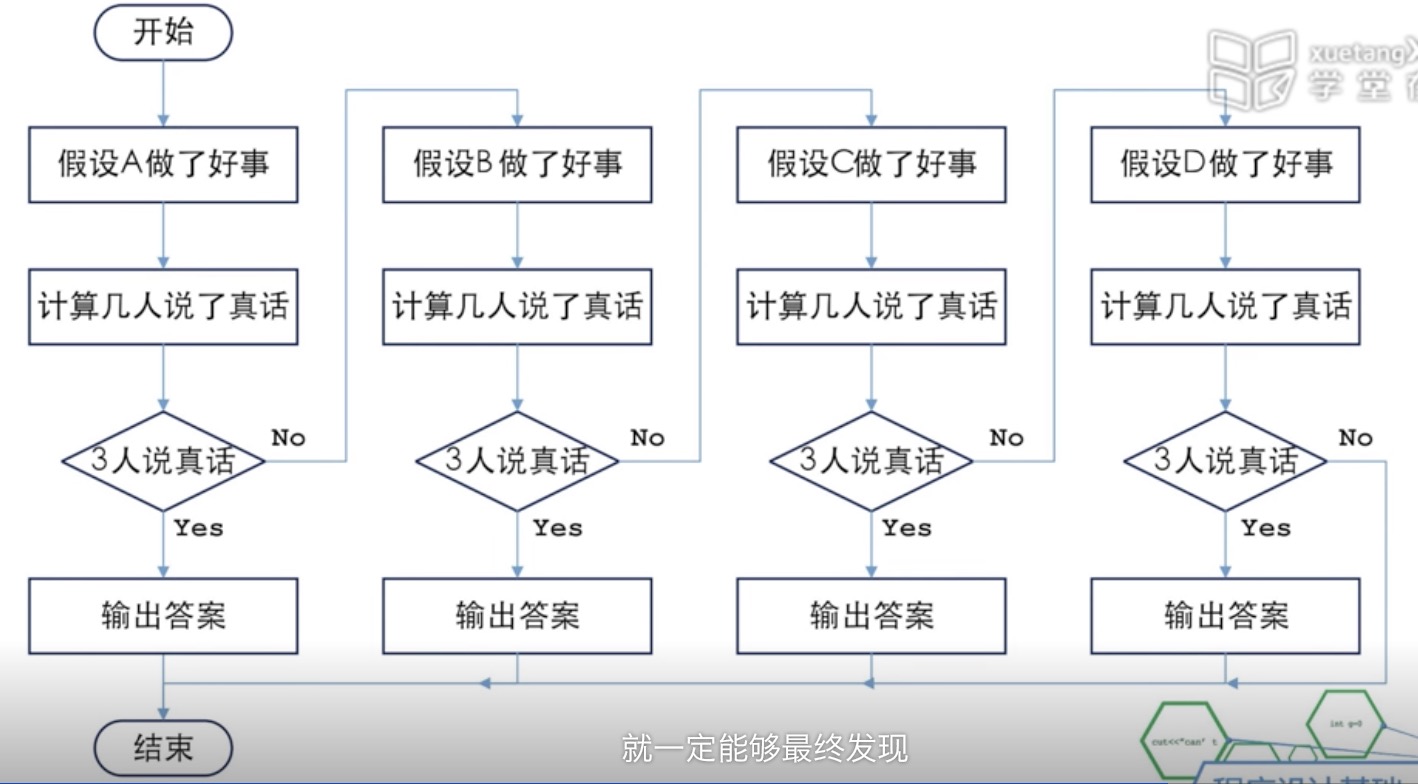 开始
xuetangX
学堂在
假设A做了好事
假设B做了好事
假设C做了好事
假设D做了好事
计算几人说了真话
计算几人说了真话
计算几人说了真话
计算几人说了真话
3人说真话
No
3人说真话
No
3人说真话
No
3人说真话
No
Yes
Yes
Yes
Yes
输出答案
输出答案
输出答案
输出答案
结束
就一定能够最终发现
cut<<"can' t
int g=0
程序设计基础